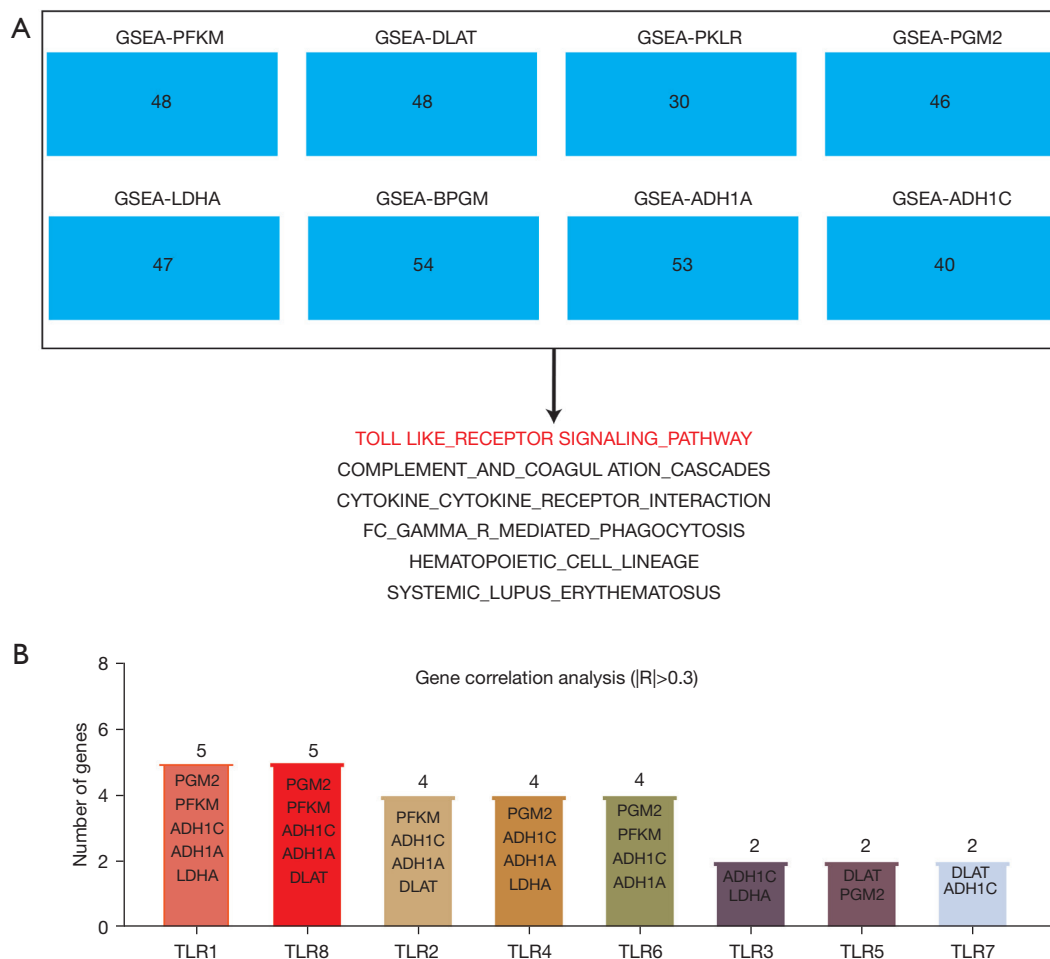 A
GSEA-PFKM GSEA-DLAT GSEA-PKLR GSEA-PGM2
48 48 30 46
GSEA-LDHA GSEA-BPGM GSEA-ADH1A GSEA-ADH1C
47 54 53 40
TOLL LIKE_RECEPTOR SIGNALING_PATHWAY
COMPLEMENT_AND_COAGUL ATION_CASCADES
CYTOKINE_CYTOKINE_RECEPTOR_INTERACTION
FC_GAMMA_R_MEDIATED_PHAGOCYTOSIS
HEMATOPOIETIC_CELL_LINEAGE
SYSTEMIC_LUPUS_ERYTHEMATOSUS
B
Gene correlation analysis (|R|>0.3)
Number of genes
8
6
4
2
0
5
PGM2
PFKM
ADH1C
ADH1A
LDHA
5
PGM2
PFKM
ADH1C
ADH1A
DLAT
4
PFKM
ADH1C
ADH1A
DLAT
4
PGM2
ADH1C
ADH1A
LDHA
4
PGM2
PFKM
ADH1C
ADH1A
2
ADH1C
LDHA
2
DLAT
PGM2
2
DLAT
ADH1C
TLR1 TLR8 TLR2 TLR4 TLR6 TLR3 TLR5 TLR7